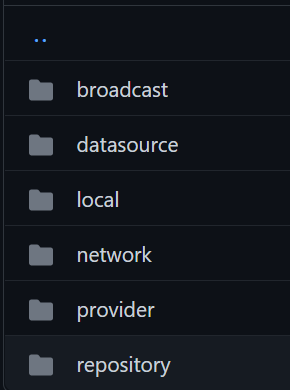 ..
broadcast
datasource
local
network
provider
repository